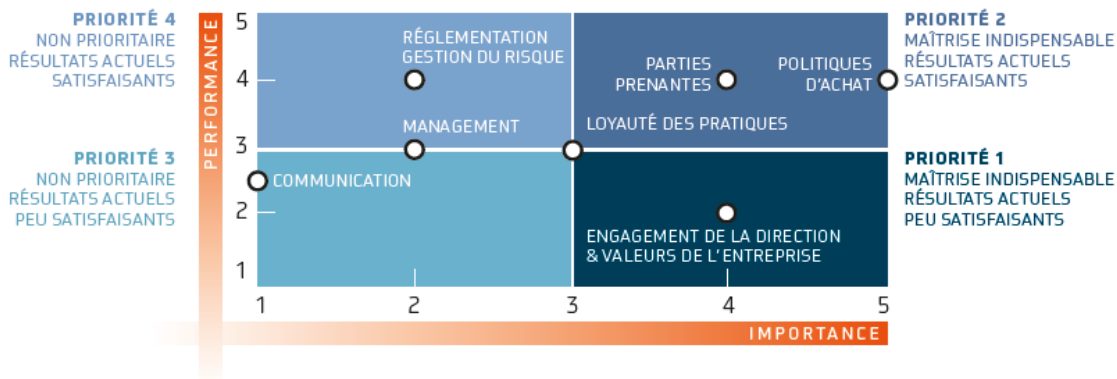 PRIORITÉ 4
NON PRIORITAIRE
RÉSULTATS ACTUELS
SATISFAISANTS
PRIORITÉ 3
NON PRIORITAIRE
RÉSULTATS ACTUELS
PEU SATISFAISANTS
PERFORMANCE
5
4
3
2
1
RÉGLEMENTATION
GESTION DU RISQUE
MANAGEMENT
COMMUNICATION
PARTIES
PRENANTES
POLITIQUES
D'ACHAT
LOYAUTÉ DES PRATIQUES
ENGAGEMENT DE LA DIRECTION
& VALEURS DE L'ENTREPRISE
1 2 3 4 5
IMPORTANCE
PRIORITÉ 2
MAÎTRISE INDISPENSABLE
RÉSULTATS ACTUELS
SATISFAISANTS
PRIORITÉ 1
MAÎTRISE INDISPENSABLE
RÉSULTATS ACTUELS
PEU SATISFAISANTS